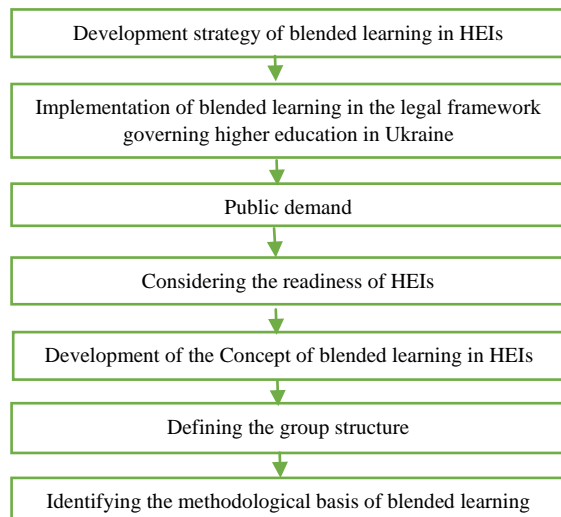 Development strategy of blended learning in HEIs
Implementation of blended learning in the legal framework
governing higher education in Ukraine
Public demand
Considering the readiness of HEIs
Development of the Concept of blended learning in HEIs
Defining the group structure
Identifying the methodological basis of blended learning